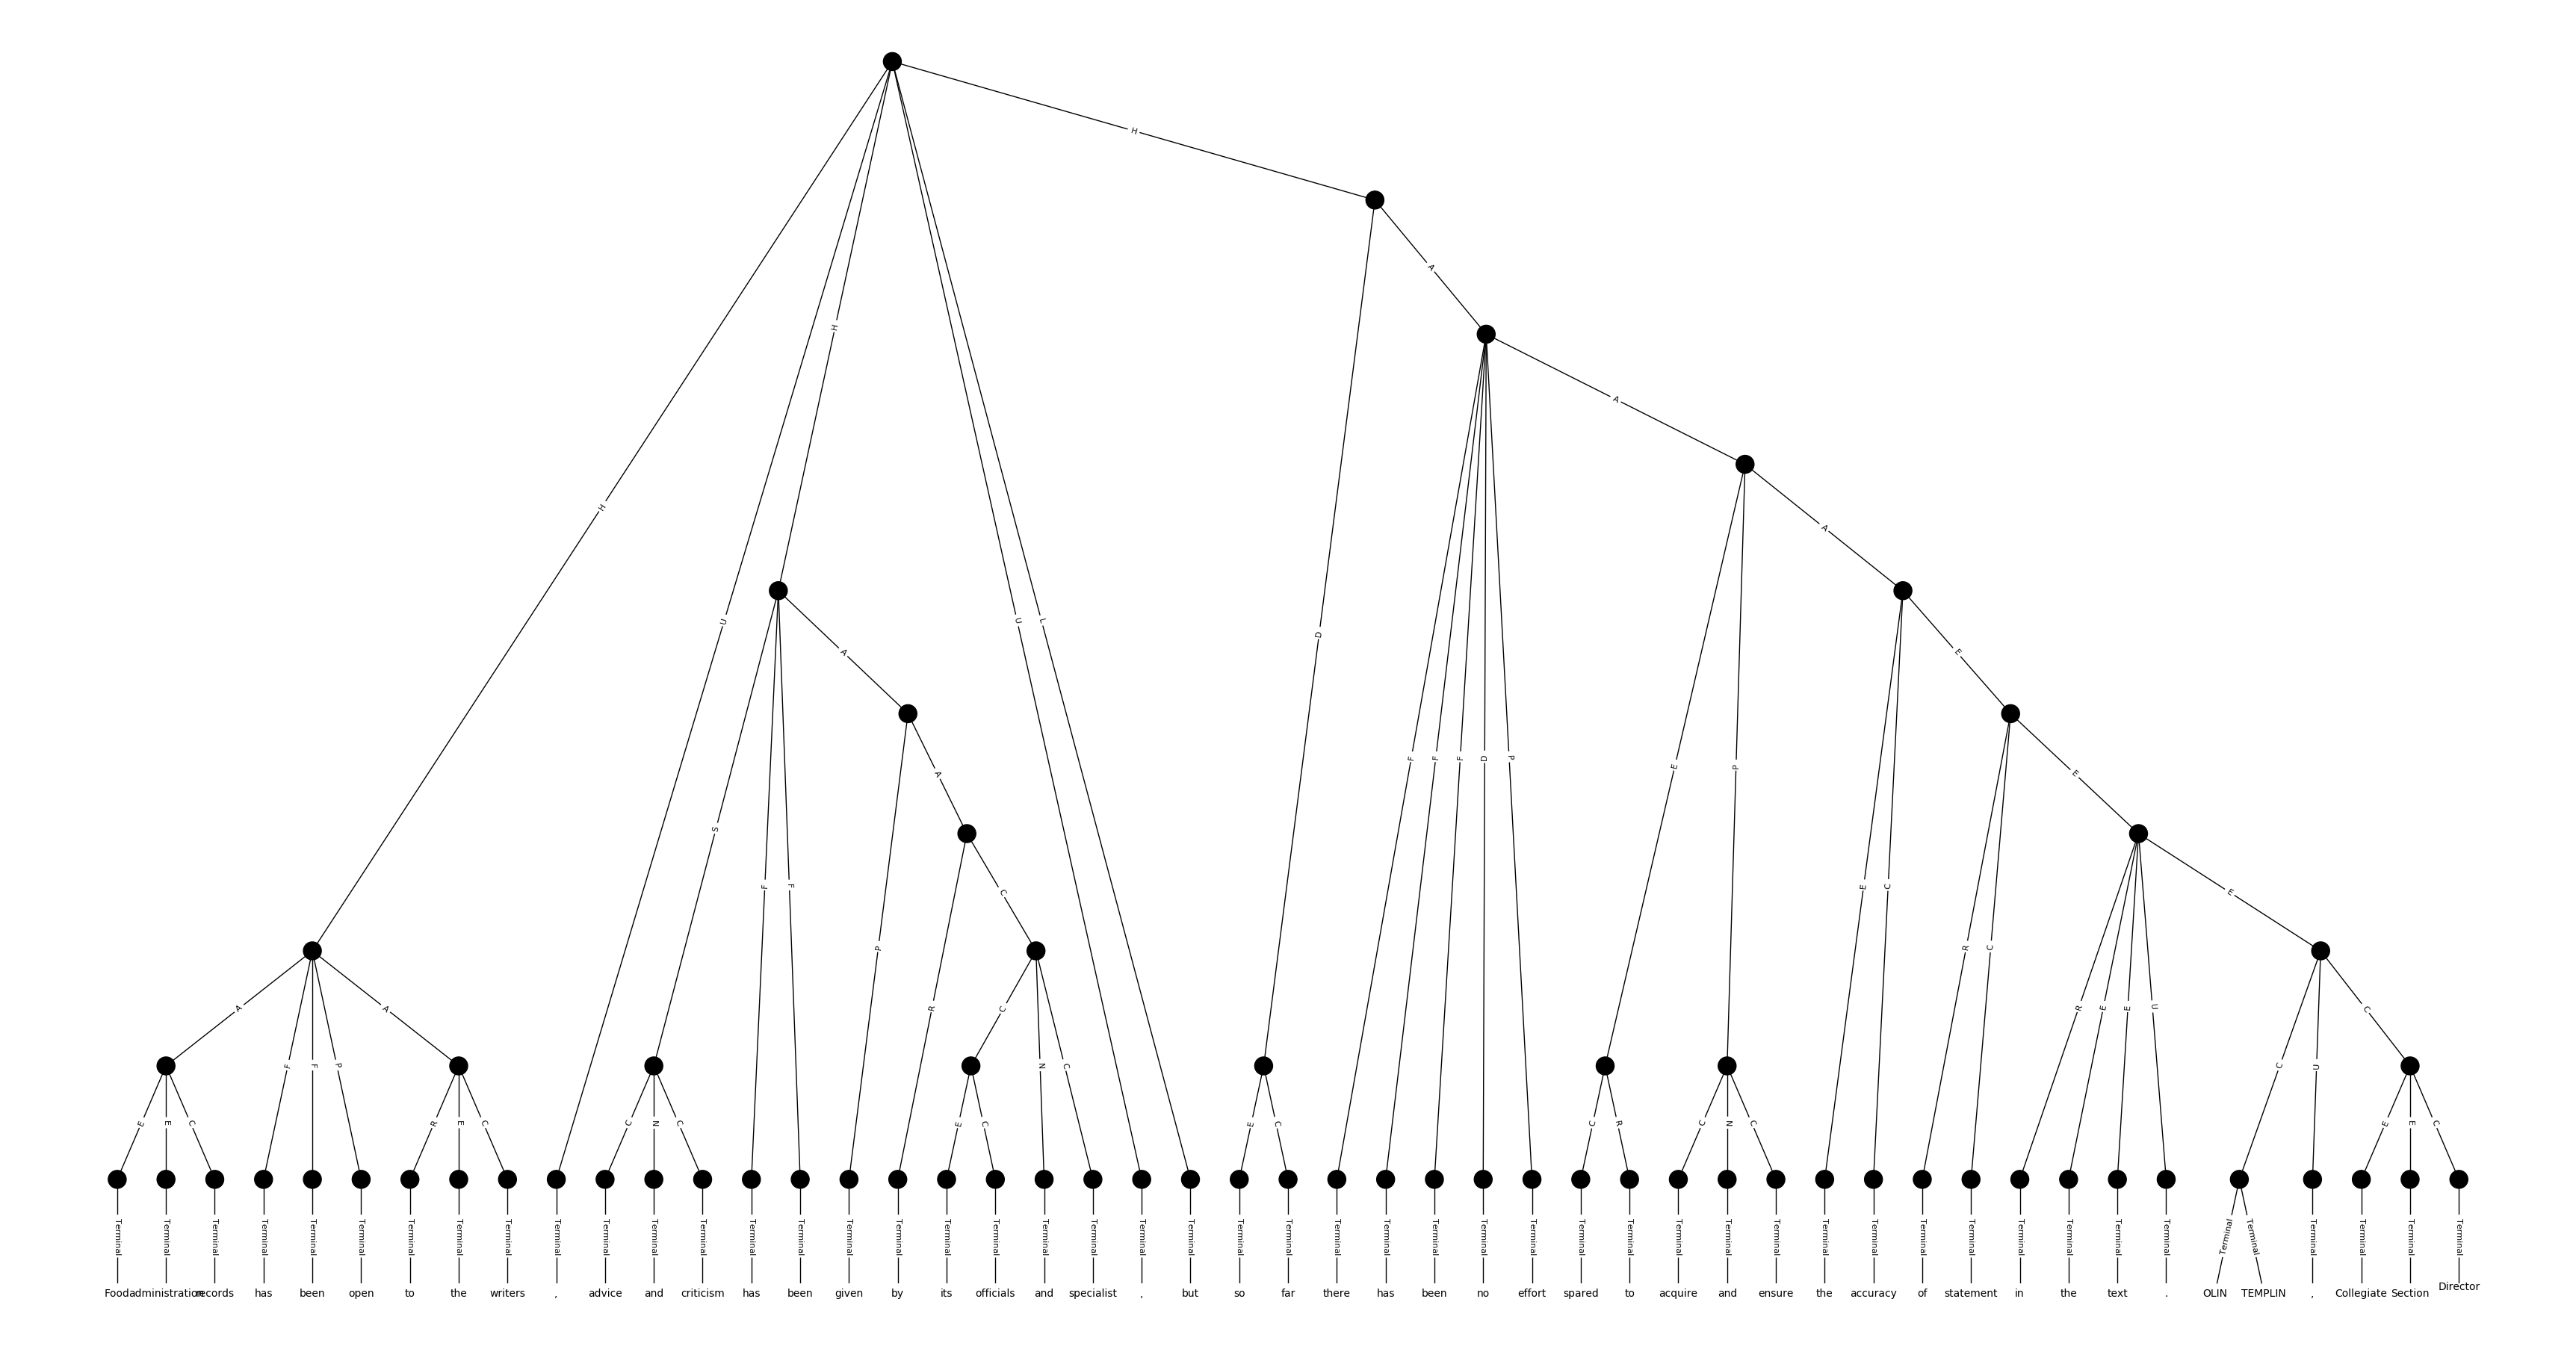 H
A
A
A
H
E
H
U
A
U
L
D
A
E
F
F
F
D
P
E
P
E
S
F
F
E
C
C
P
R
C
A
A
R
C
R
E
E
U
C
F
F
P
N
C
C
U
E
E
C
R
E
C
C
N
C
E
C
E
C
C
R
C
N
C
E
E
C
Terminal Terminal Terminal Terminal Terminal Terminal Terminal Terminal Terminal Terminal Terminal Terminal Terminal Terminal Terminal Terminal Terminal Terminal Terminal Terminal Terminal Terminal Terminal Terminal Terminal Terminal Terminal Terminal Terminal Terminal Terminal Terminal Terminal Terminal Terminal Terminal Terminal Terminal Terminal Terminal Terminal Terminal Terminal Terminal Terminal Terminal Terminal Terminal Terminal
Food administration records has been open to the writers , advice and criticism has been given by its officials and specialist , but so far there has been no effort spared to acquire and ensure the accuracy of statement in the text . OLIN TEMPLIN , Collegiate Section Director